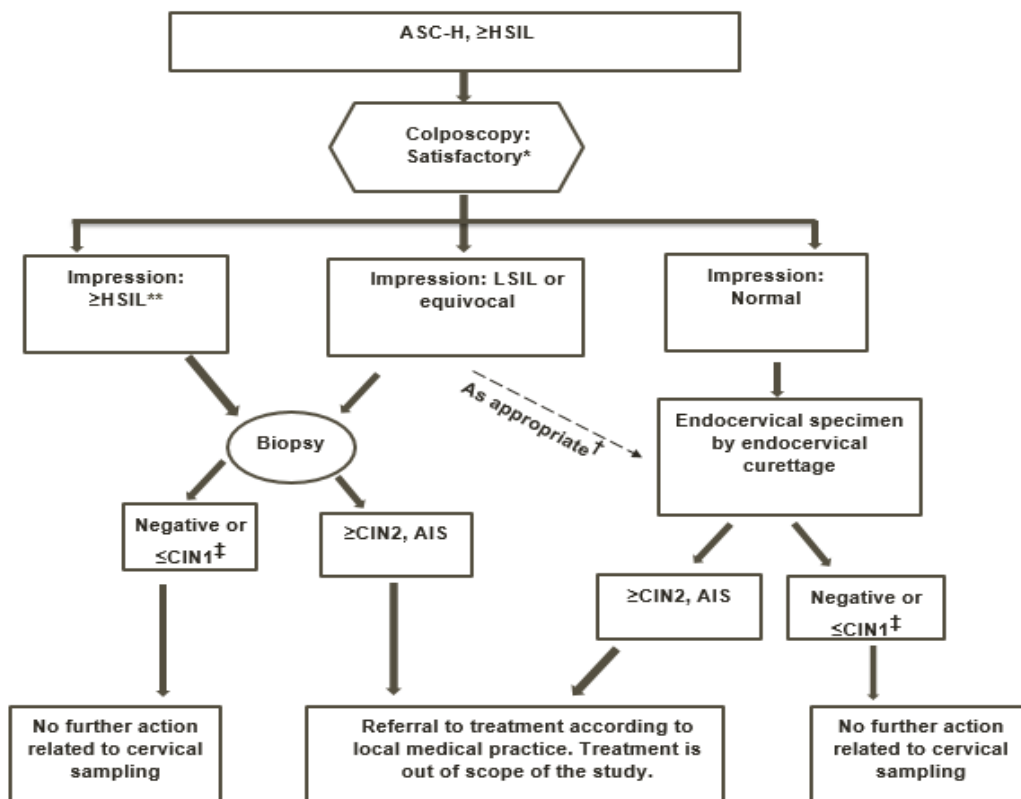 ASC-H, ≥HSIL
Colposcopy:
Satisfactory*
Impression:
≥HSIL**
Impression: LSIL or
equivocal
Impression:
Normal
As appropriate†
Biopsy
Endocervical specimen
by endocervical
curettage
Negative or
≤CIN1‡
≥CIN2, AIS
≥CIN2, AIS
Negative or
≤CIN1‡
No further action
related to cervical
sampling
Referral to treatment according to
local medical practice. Treatment is
out of scope of the study.
No further action
related to cervical
sampling